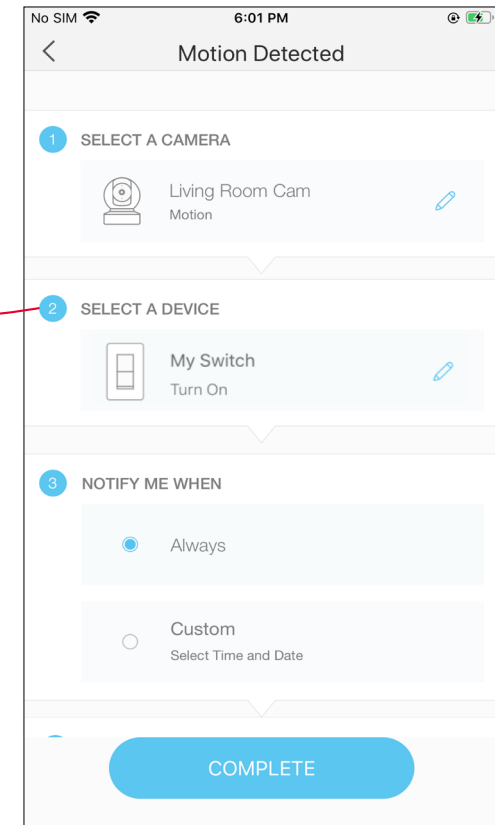 No SIM 6:01 PM
Motion Detected
1 SELECT A CAMERA
Living Room Cam
Motion
2 SELECT A DEVICE
My Switch
Turn On
3 NOTIFY ME WHEN
Always
Custom
Select Time and Date
COMPLETE